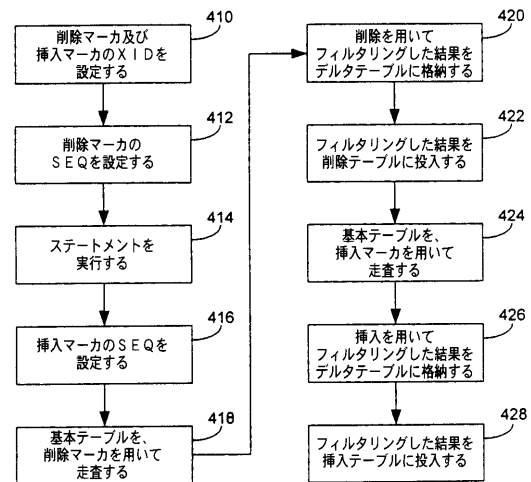 410
削除マーカ及び
挿入マーカのXIDを
設定する
412
削除マーカの
SEQを設定する
414
ステートメントを
実行する
416
挿入マーカのSEQを
設定する
418
基本テーブルを、
削除マーカを用いて
走査する
420
削除を用いて
フィルタリングした結果を
デルタテーブルに格納する
422
フィルタリングした結果を
削除テーブルに投入する
424
基本テーブルを、
挿入マーカを用いて
走査する
426
挿入を用いて
フィルタリングした結果を
デルタテーブルに格納する
428
フィルタリングした結果を
挿入テーブルに投入する